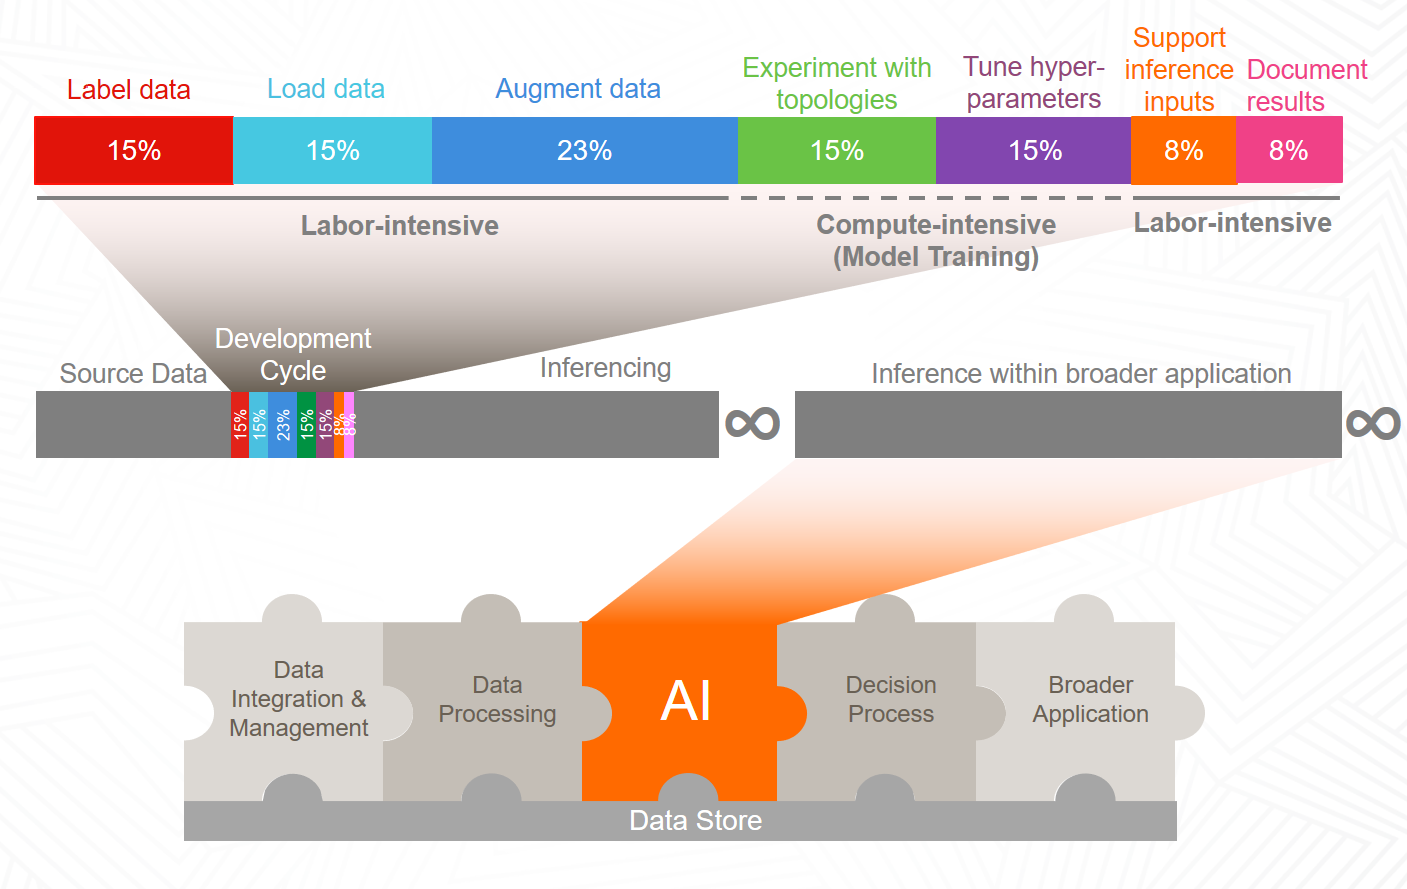 Label data
Load data
Augment data
Experiment with
topologies
Tune hyper-
parameters
Support
inference
inputs
Document
results
15%
15%
23%
15%
15%
8%
8%
Labor-intensive
Compute-intensive
(Model Training)
Labor-intensive
Source Data
Development
Cycle
Inferencing
Inference within broader application
15%
15%
23%
15%
15%
8%
8%
∞
∞
Data
Integration &
Management
Data
Processing
AI
Decision
Process
Broader
Application
Data Store